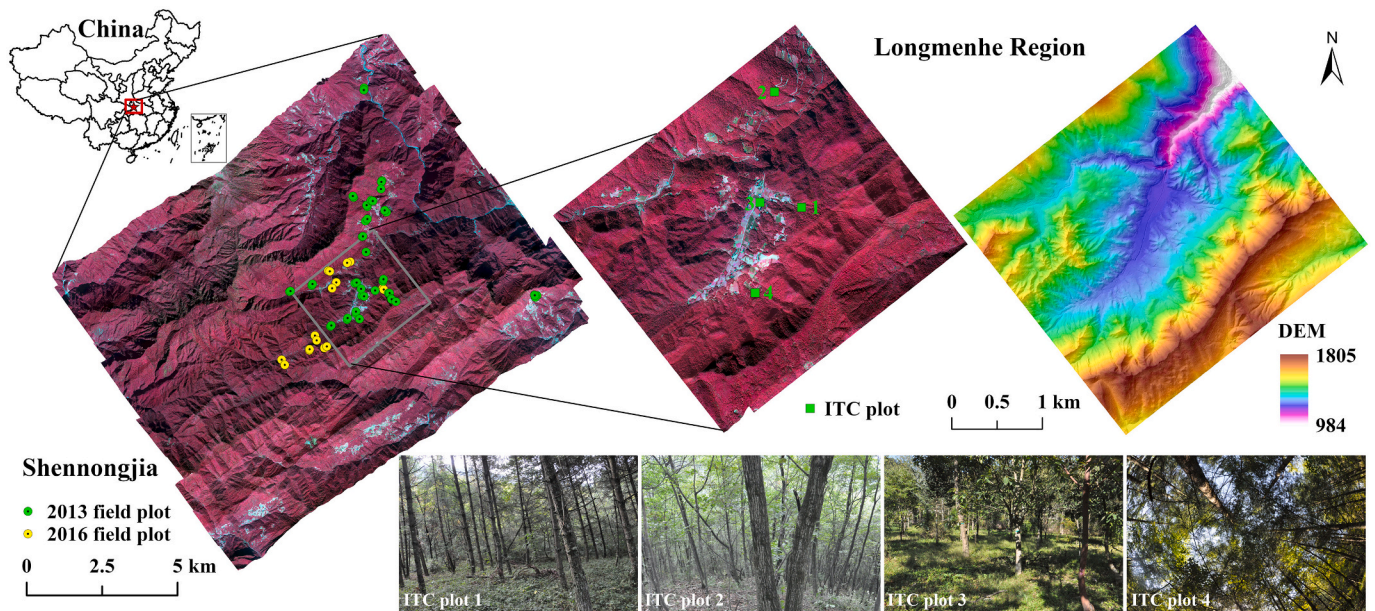 China
Longmenhe Region
N
2
3
1
4
ITC plot
0 0.5 1 km
DEM
1805
984
Shennongjia
2013 field plot
2016 field plot
0 2.5 5 km
ITC plot 1
ITC plot 2
ITC plot 3
ITC plot 4